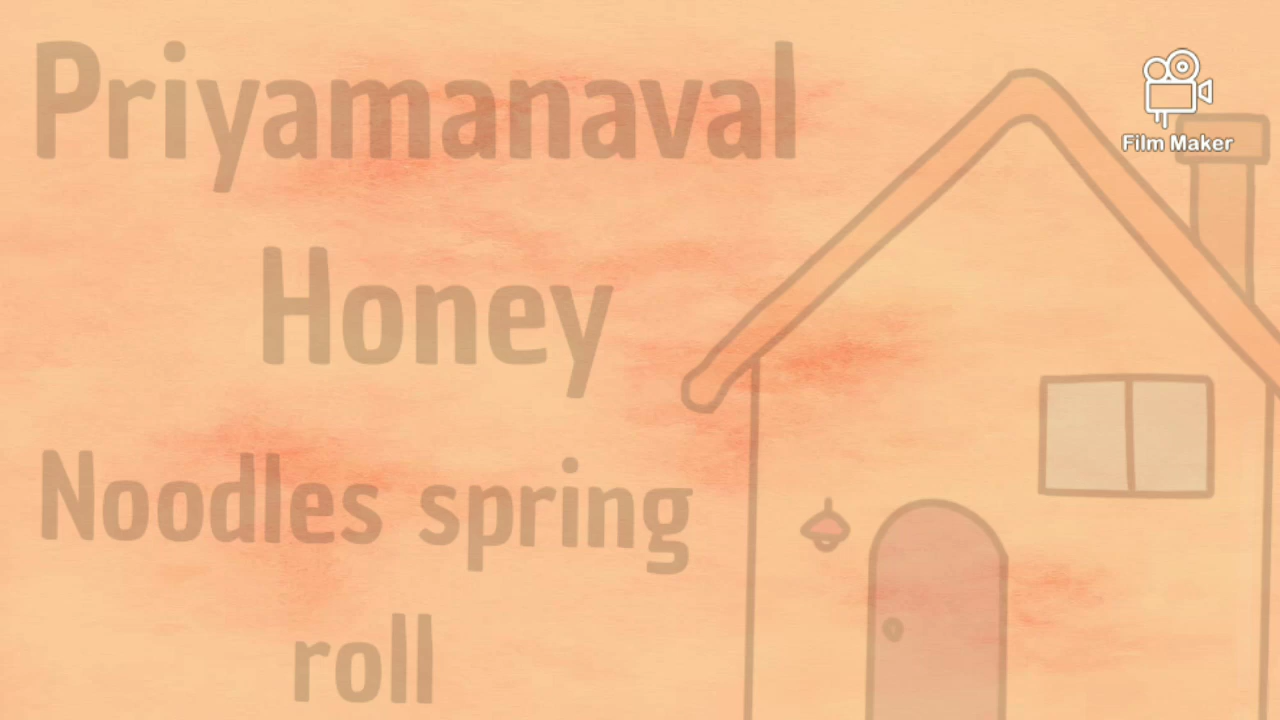 Priyamanaval
Honey
Noodles spring
roll
Film Maker